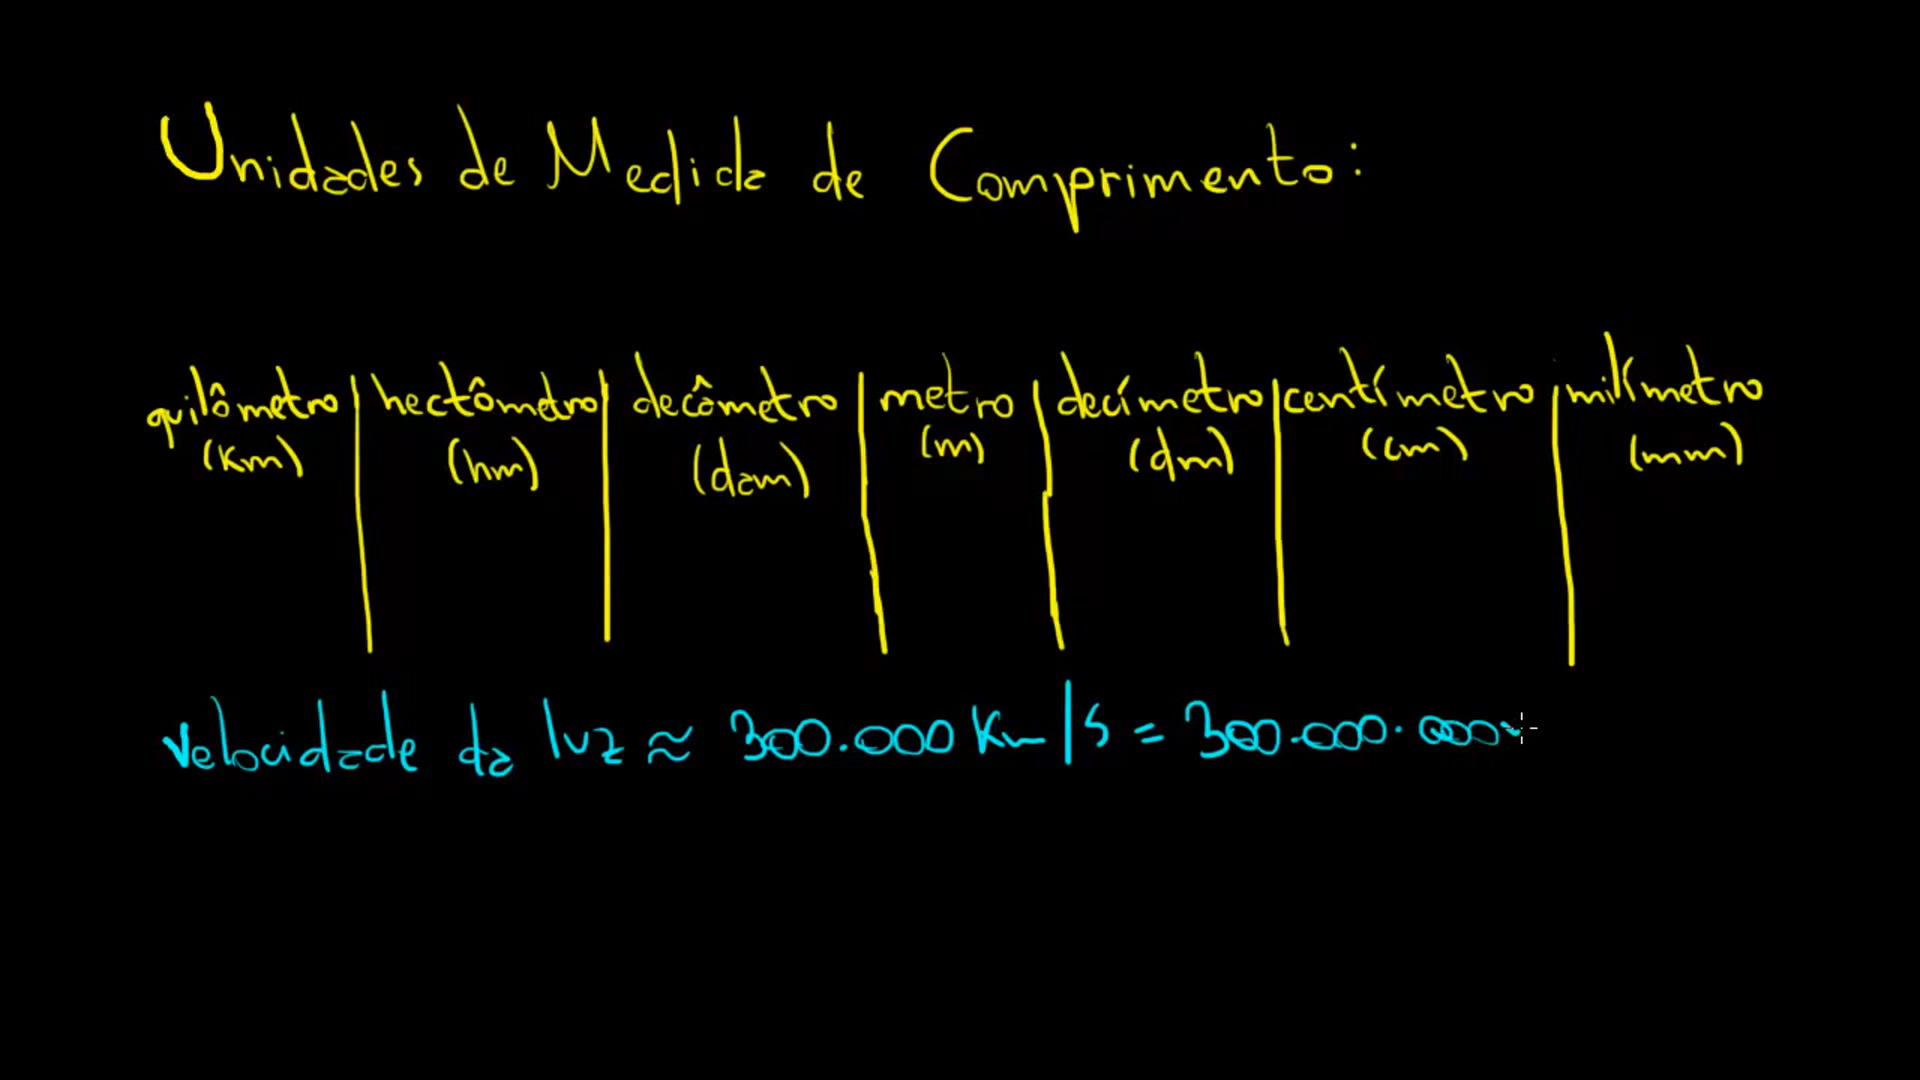 Unidades de Medida de Comprimento:
quilômetro hectômetro decâmetro metro decímetro centímetro milímetro
(Km) (hm) (dam) (m) (dm) (cm) (mm)
velocidade da luz ≈ 300.000 Km/s = 300.000.000